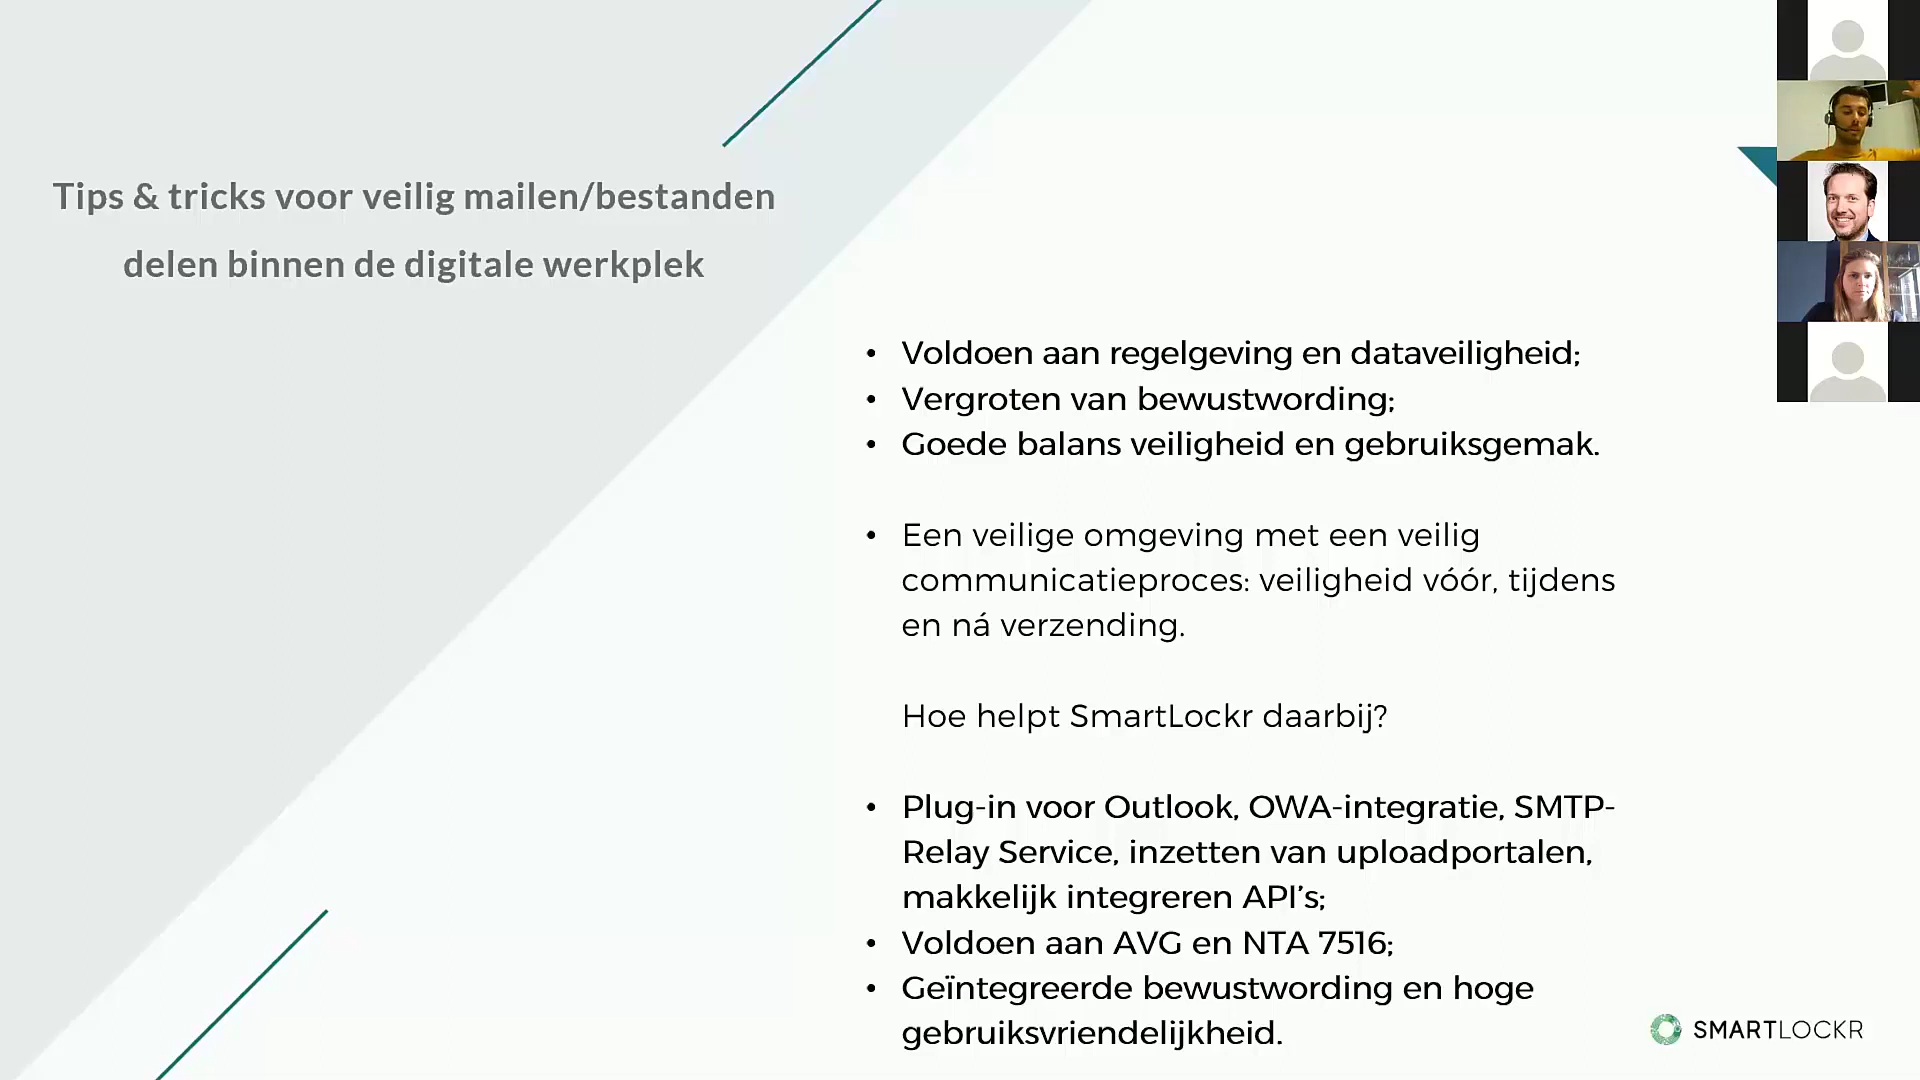 Tips & tricks voor veilig mailen/bestanden
delen binnen de digitale werkplek
• Voldoen aan regelgeving en dataveiligheid;
• Vergroten van bewustwording;
• Goede balans veiligheid en gebruiksgemak.
• Een veilige omgeving met een veilig
communicatieproces: veiligheid vóór, tijdens
en ná verzending.
Hoe helpt SmartLockr daarbij?
• Plug-in voor Outlook, OWA-integratie, SMTP-
Relay Service, inzetten van uploadportalen,
makkelijk integreren API's;
• Voldoen aan AVG en NTA 7516;
• Geïntegreerde bewustwording en hoge
gebruiksvriendelijkheid.
SMARTLOCKR